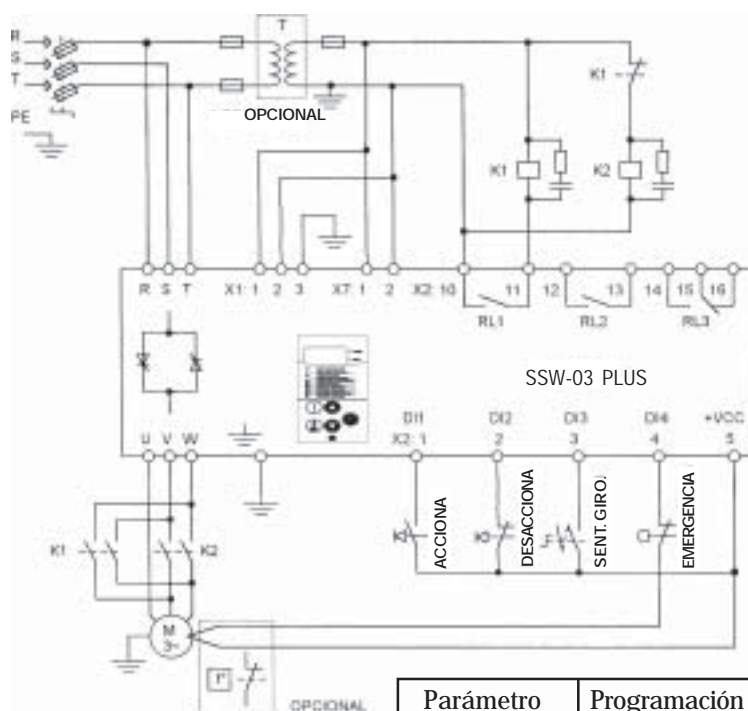 T
R
S
T
PE
OPCIONAL
K1
K1
K2
R S T X1: 1 2 3 X7: 1 2 X2: 10 11 12 13 14 15 16
RL1 RL2 RL3
SSW-03 PLUS
DI1 DI2 DI3 DI4 +VCC
U V W X2: 1 2 3 4 5
ACCIONA
DESACCIONA
SENT. GIRO.
EMERGENCIA
K1 K2
M
3~
OPCIONAL
Parámetro Programación